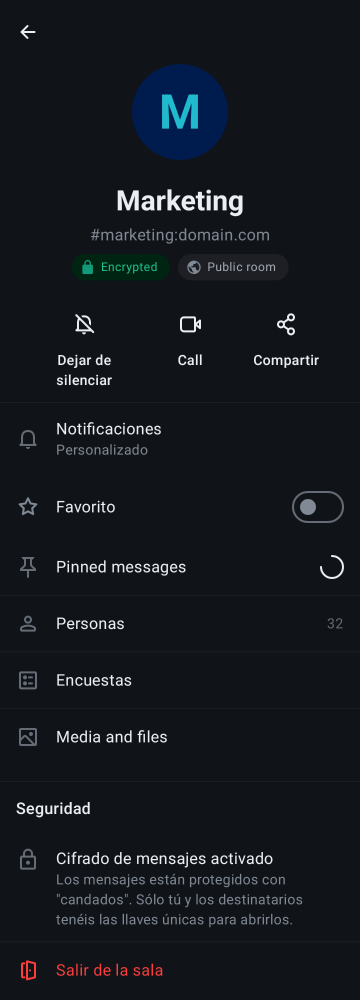 M
Marketing
#marketing:domain.com
Encrypted
Public room
Dejar de
silenciar
Call
Compartir
Notificaciones
Personalizado
Favorito
Pinned messages
Personas
32
Encuestas
Media and files
Seguridad
Cifrado de mensajes activado
Los mensajes están protegidos con
"candados". Sólo tú y los destinatarios
tenéis las llaves únicas para abrirlos.
Salir de la sala